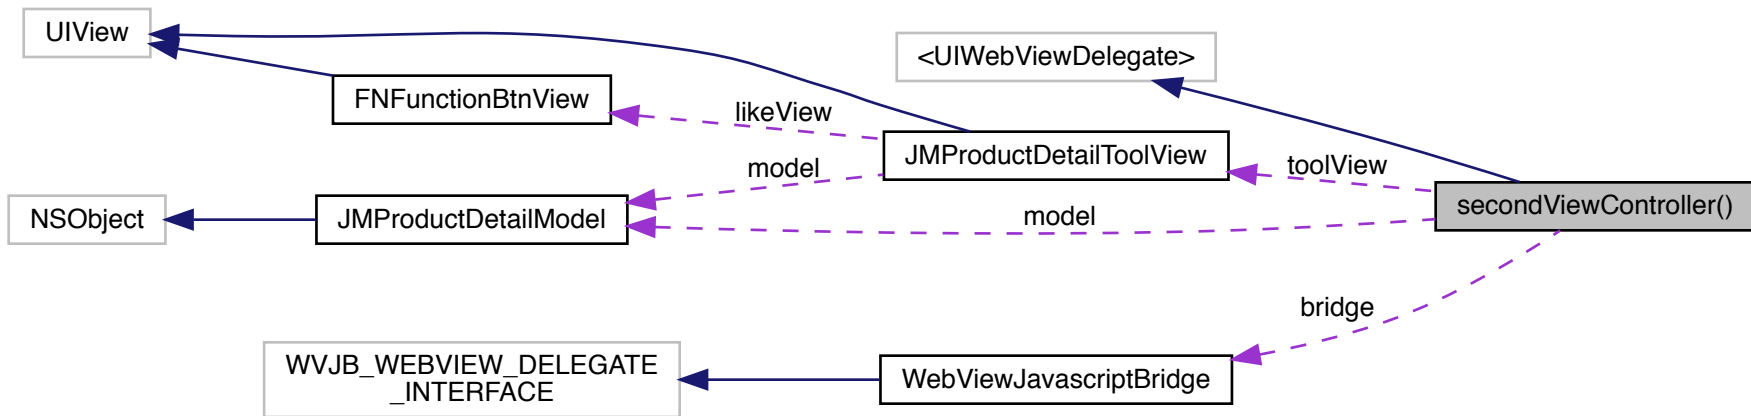 UIView
<UIWebViewDelegate>
FNFunctionBtnView
likeView
JMProductDetailToolView
toolView
model
secondViewController()
NSObject
JMProductDetailModel
model
bridge
WVJB_WEBVIEW_DELEGATE
_INTERFACE
WebViewJavascriptBridge